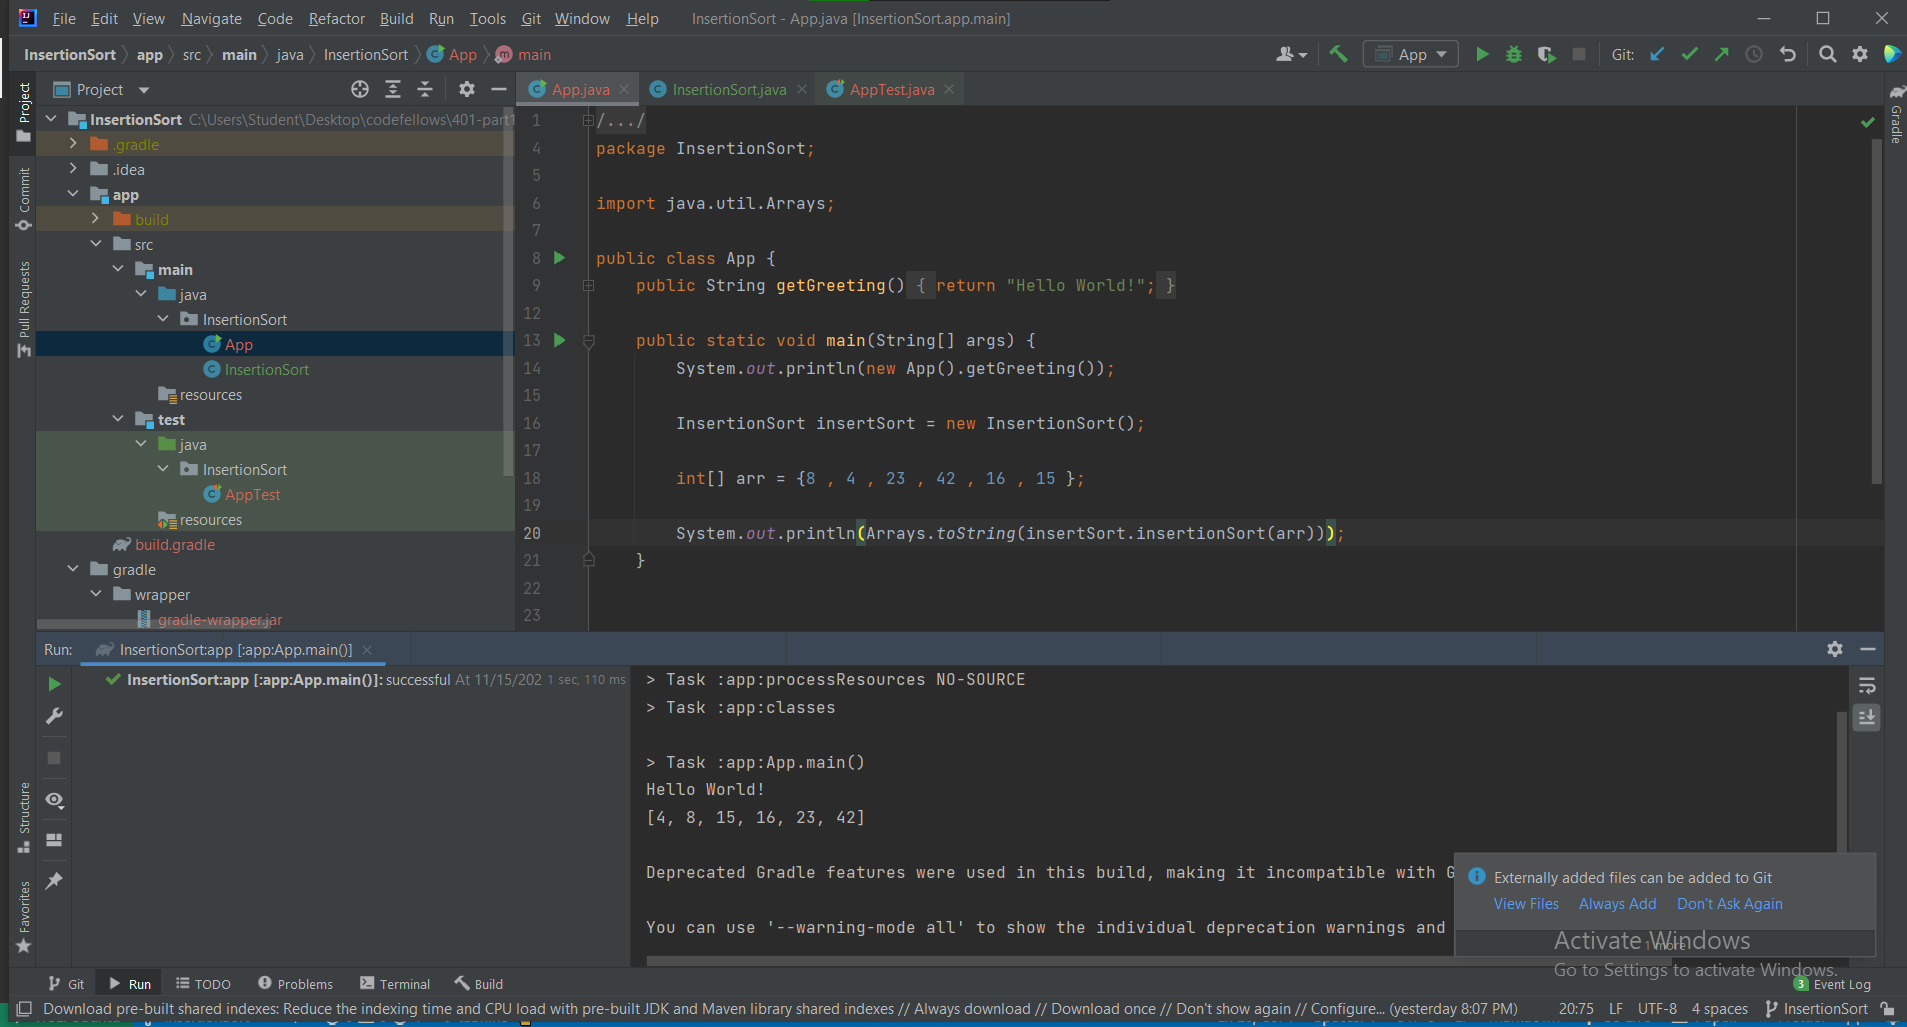 File Edit View Navigate Code Refactor Build Run Tools Git Window Help InsertionSort - App.java [InsertionSort.app.main]
InsertionSort app src main java InsertionSort App main
App Git:
Project
Commit
Pull Requests
Structure
Favorites
Gradle
Project
InsertionSort C:\Users\Student\Desktop\codefellows\401-part1
.gradle
.idea
app
build
src
main
java
InsertionSort
App
InsertionSort
resources
test
java
InsertionSort
AppTest
resources
build.gradle
gradle
wrapper
gradle-wrapper.jar
App.java InsertionSort.java AppTest.java
1 /.../
4 package InsertionSort;
5
6 import java.util.Arrays;
7
8 public class App {
9 public String getGreeting() { return "Hello World!"; }
12
13 public static void main(String[] args) {
14 System.out.println(new App().getGreeting());
15
16 InsertionSort insertSort = new InsertionSort();
17
18 int[] arr = {8 , 4 , 23 , 42 , 16 , 15 };
19
20 System.out.println(Arrays.toString(insertSort.insertionSort(arr)));
21 }
22
23
Run: InsertionSort:app [:app:App.main()]
InsertionSort:app [:app:App.main()]: successful At 11/15/202 1 sec, 110 ms
> Task :app:processResources NO-SOURCE
> Task :app:classes
> Task :app:App.main()
Hello World!
[4, 8, 15, 16, 23, 42]
Deprecated Gradle features were used in this build, making it incompatible with G
You can use '--warning-mode all' to show the individual deprecation warnings and
Externally added files can be added to Git
View Files Always Add Don't Ask Again
1 more
Activate Windows
Go to Settings to activate Windows.
Git Run TODO Problems Terminal Build 3 Event Log
Download pre-built shared indexes: Reduce the indexing time and CPU load with pre-built JDK and Maven library shared indexes // Always download // Download once // Don't show again // Configure... (yesterday 8:07 PM) 20:75 LF UTF-8 4 spaces InsertionSort